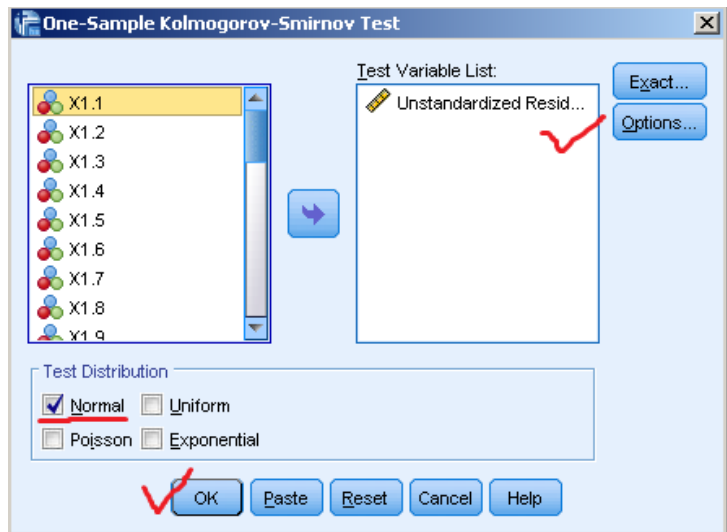 One-Sample Kolmogorov-Smirnov Test
Test Variable List:
X1.1
X1.2
X1.3
X1.4
X1.5
X1.6
X1.7
X1.8
X1.9
Unstandardized Resid...
Exact...
Options...
Test Distribution
Normal Uniform
Poisson Exponential
OK Paste Reset Cancel Help